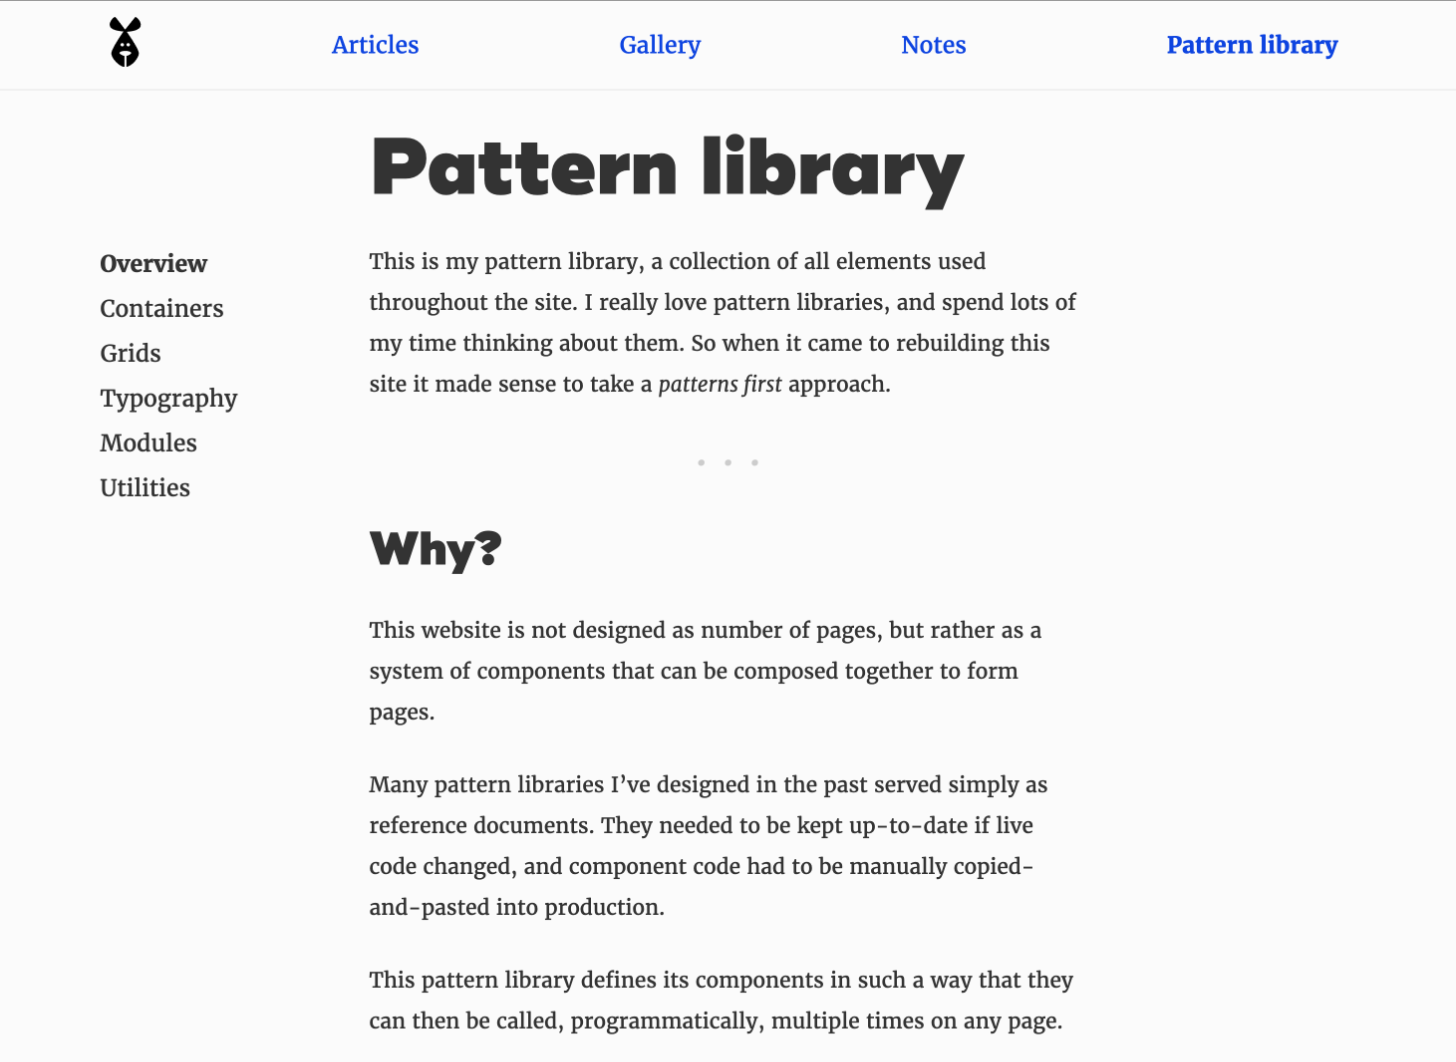 Articles
Gallery
Notes
Pattern library
Pattern library
Overview
Containers
Grids
Typography
Modules
Utilities
This is my pattern library, a collection of all elements used
throughout the site. I really love pattern libraries, and spend lots of
my time thinking about them. So when it came to rebuilding this
site it made sense to take a patterns first approach.
Why?
This website is not designed as number of pages, but rather as a
system of components that can be composed together to form
pages.
Many pattern libraries I’ve designed in the past served simply as
reference documents. They needed to be kept up-to-date if live
code changed, and component code had to be manually copied-
and-pasted into production.
This pattern library defines its components in such a way that they
can then be called, programmatically, multiple times on any page.